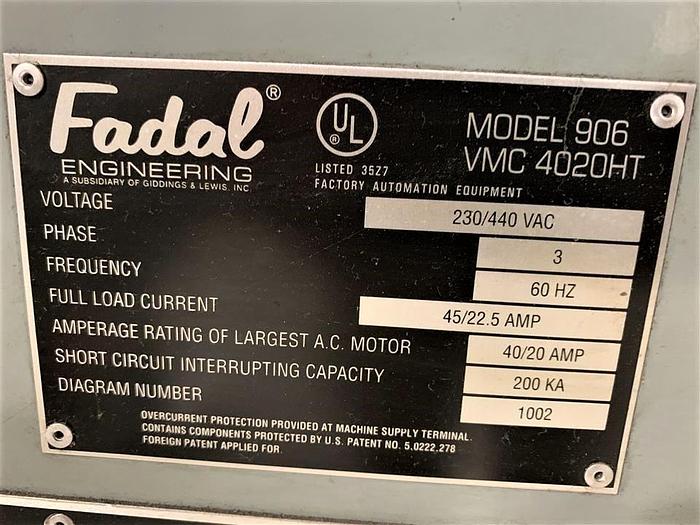 Fadal®
ENGINEERING
A SUBSIDIARY OF GIDDINGS & LEWIS, INC.
UL ®
LISTED 35Z7
FACTORY AUTOMATION EQUIPMENT
MODEL 906
VMC 4020HT
VOLTAGE 230/440 VAC
PHASE 3
FREQUENCY 60 HZ
FULL LOAD CURRENT 45/22.5 AMP
AMPERAGE RATING OF LARGEST A.C. MOTOR 40/20 AMP
SHORT CIRCUIT INTERRUPTING CAPACITY 200 KA
DIAGRAM NUMBER 1002
OVERCURRENT PROTECTION PROVIDED AT MACHINE SUPPLY TERMINAL.
CONTAINS COMPONENTS PROTECTED BY U.S. PATENT NO. 5.0222.278
FOREIGN PATENT APPLIED FOR.